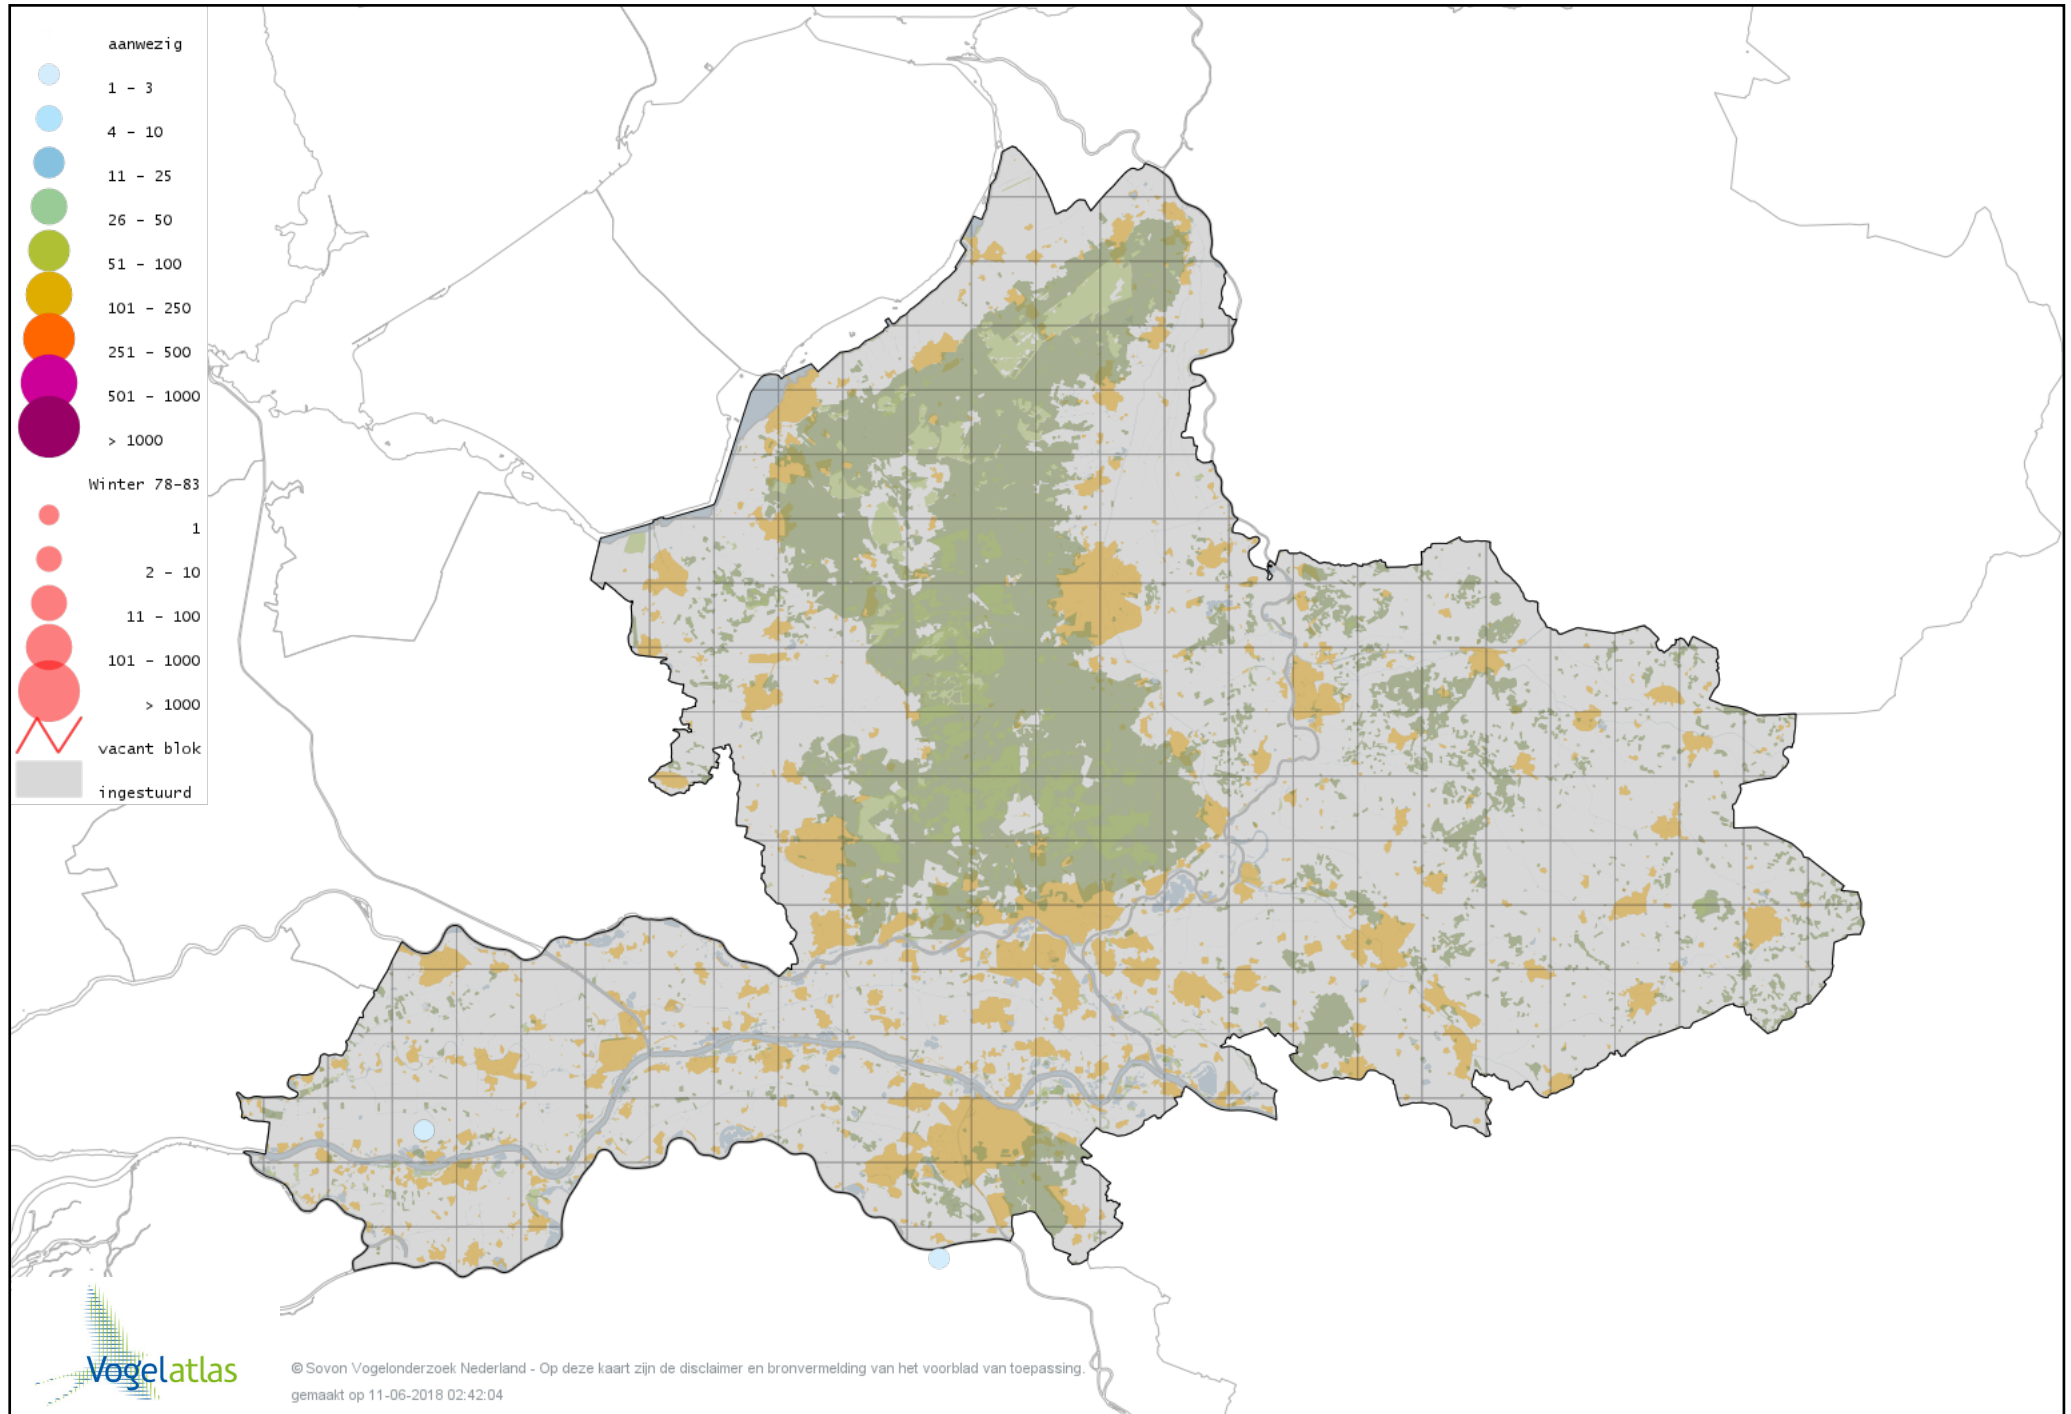 aanwezig
1 - 3
4 - 10
11 - 25
26 - 50
51 - 100
101 - 250
251 - 500
501 - 1000
> 1000
Winter 78-83
1
2 - 10
11 - 100
101 - 1000
> 1000
vacant blok
ingestuurd
Vogelatlas
© Sovon Vogelonderzoek Nederland - Op deze kaart zijn de disclaimer en bronvermelding van het voorblad van toepassing.
gemaakt op 11-06-2018 02:42:04